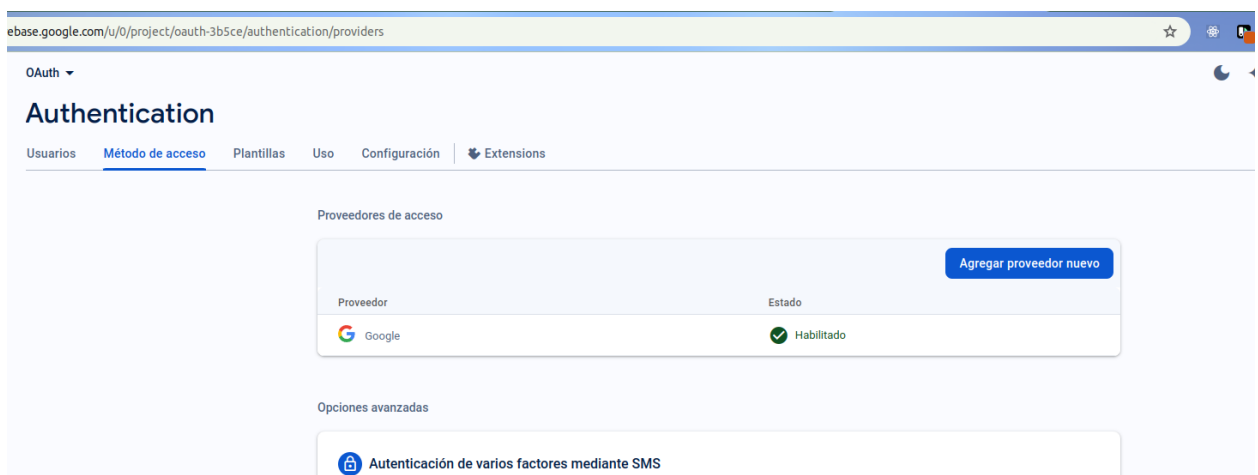 ebase.google.com/u/0/project/oauth-3b5ce/authentication/providers
OAuth
Authentication
Usuarios Método de acceso Plantillas Uso Configuración Extensions
Proveedores de acceso
Agregar proveedor nuevo
Proveedor Estado
Google Habilitado
Opciones avanzadas
Autenticación de varios factores mediante SMS